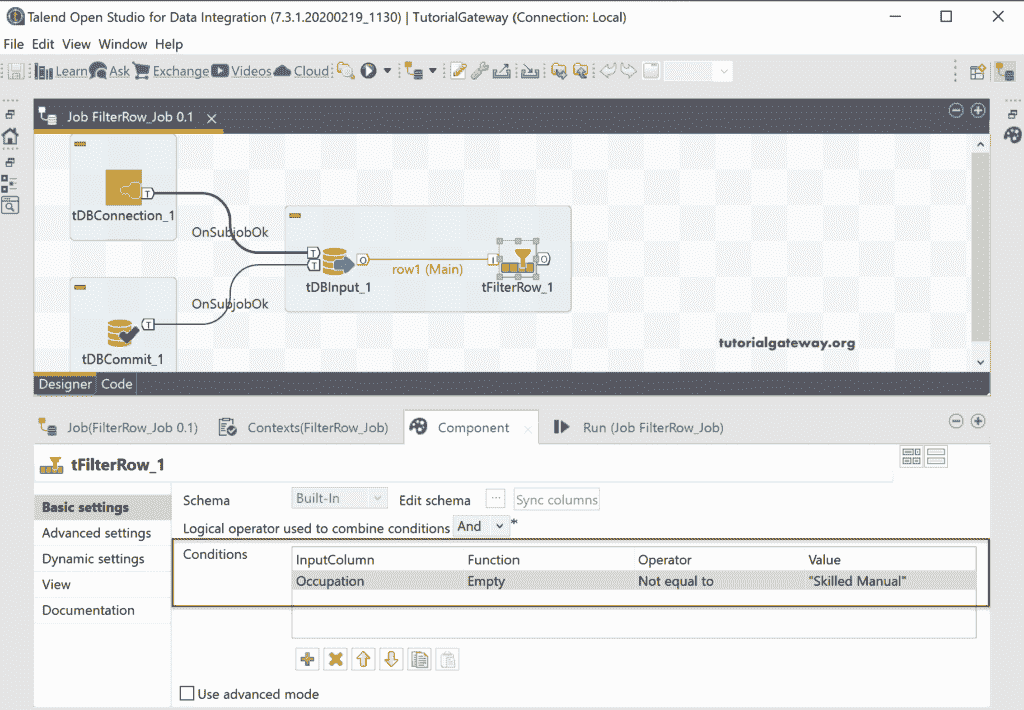 Talend Open Studio for Data Integration (7.3.1.20200219_1130) | TutorialGateway (Connection: Local)
File Edit View Window Help
Learn Ask Exchange Videos Cloud
Job FilterRow_Job 0.1
tDBConnection_1
OnSubjobOk
row1 (Main)
tDBInput_1
tFilterRow_1
OnSubjobOk
tDBCommit_1
tutorialgateway.org
Designer Code
Job(FilterRow_Job 0.1) Contexts(FilterRow_Job) Component Run (Job FilterRow_Job)
tFilterRow_1
Basic settings
Advanced settings
Dynamic settings
View
Documentation
Schema Built-In Edit schema ... Sync columns
Logical operator used to combine conditions And *
Conditions
InputColumn Function Operator Value
Occupation Empty Not equal to "Skilled Manual"
Use advanced mode